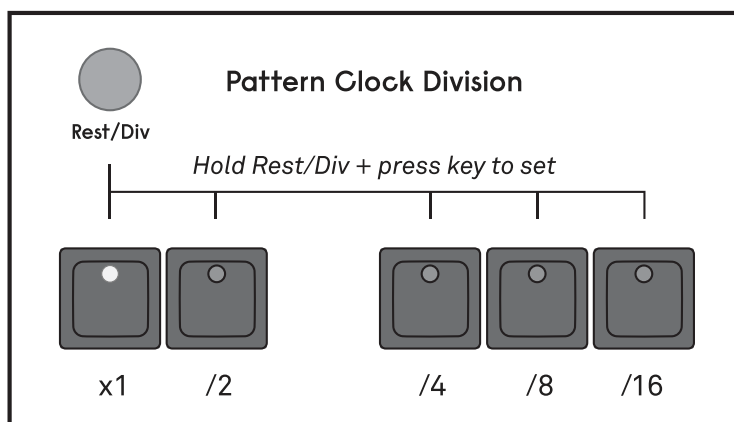 Pattern Clock Division
Rest/Div
Hold Rest/Div + press key to set
x1 /2 /4 /8 /16